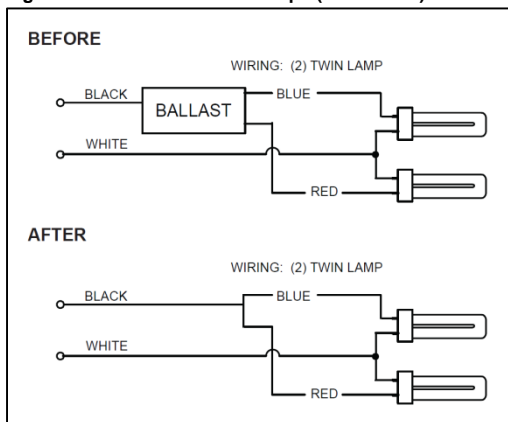 BEFORE
WIRING: (2) TWIN LAMP
BLACK
BALLAST
BLUE
WHITE
RED
AFTER
WIRING: (2) TWIN LAMP
BLACK
BLUE
WHITE
RED